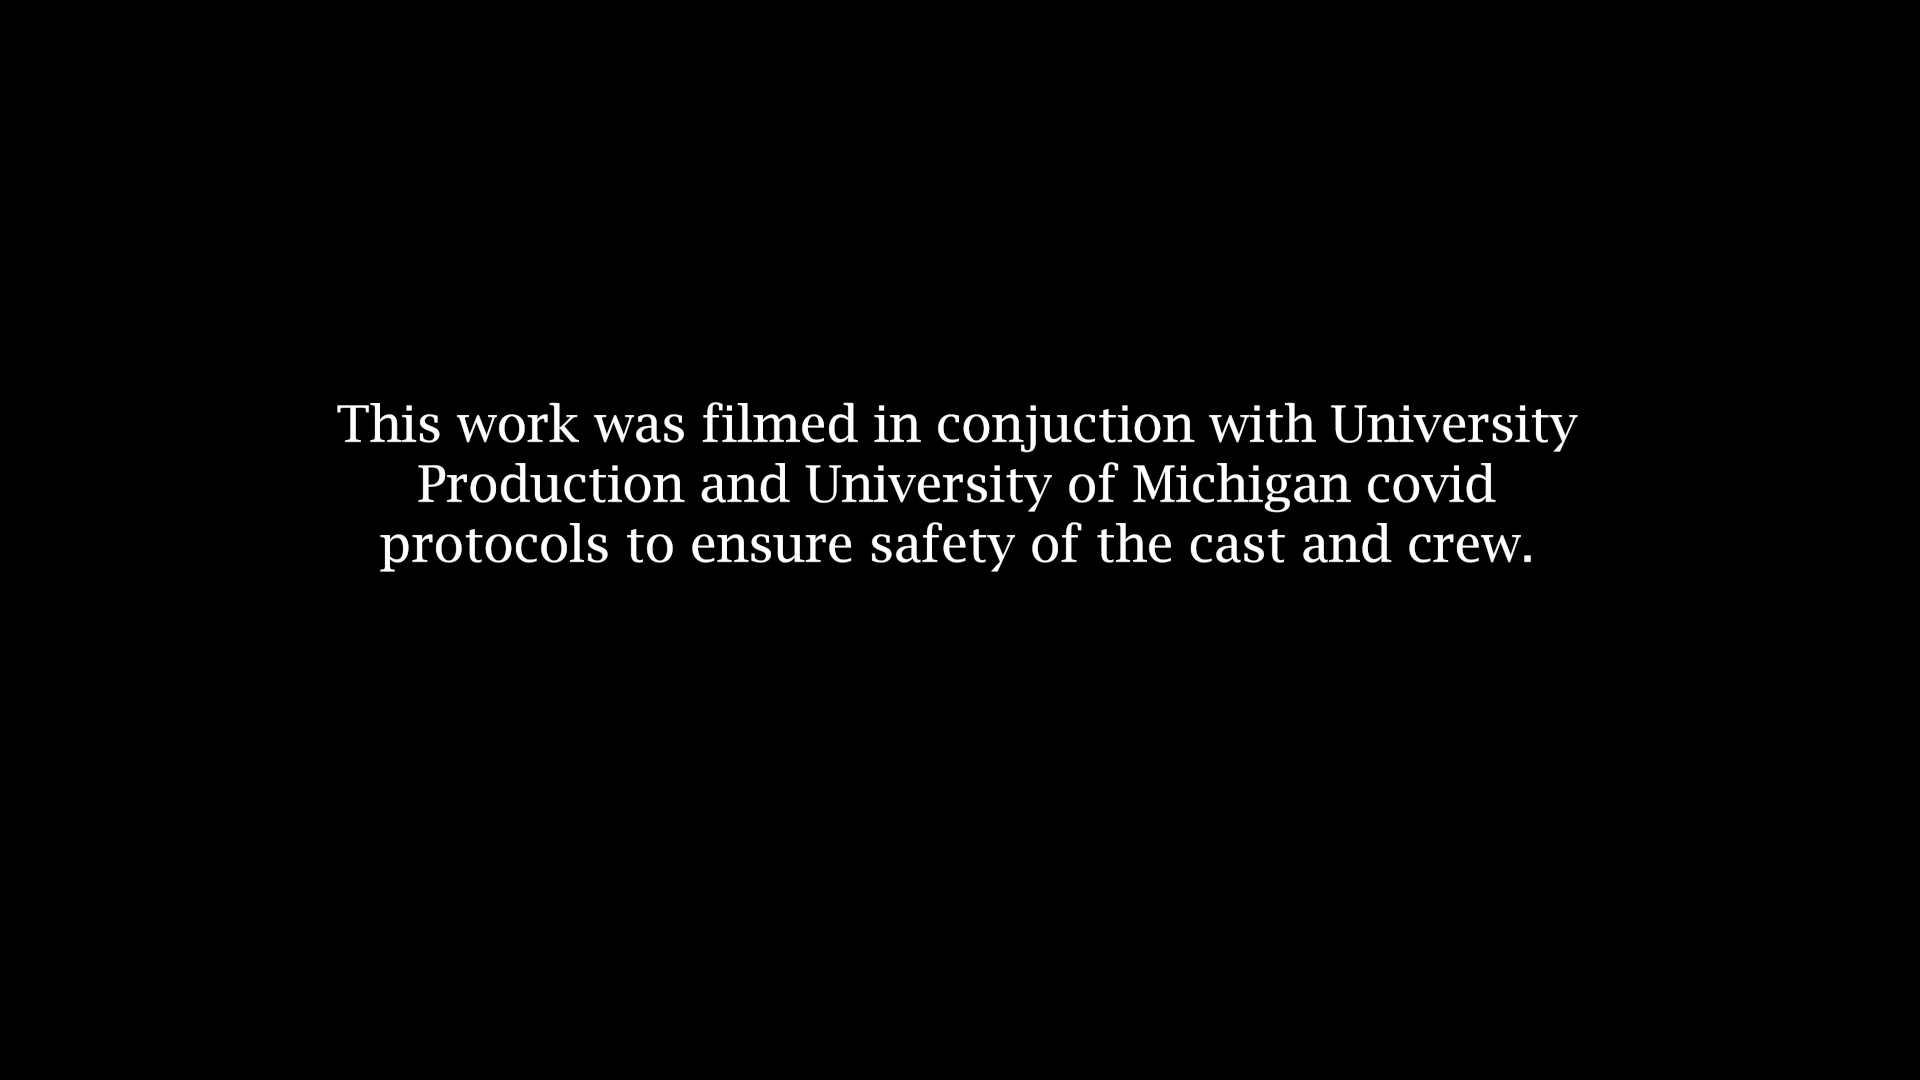 This work was filmed in conjuction with University
Production and University of Michigan covid
protocols to ensure safety of the cast and crew.